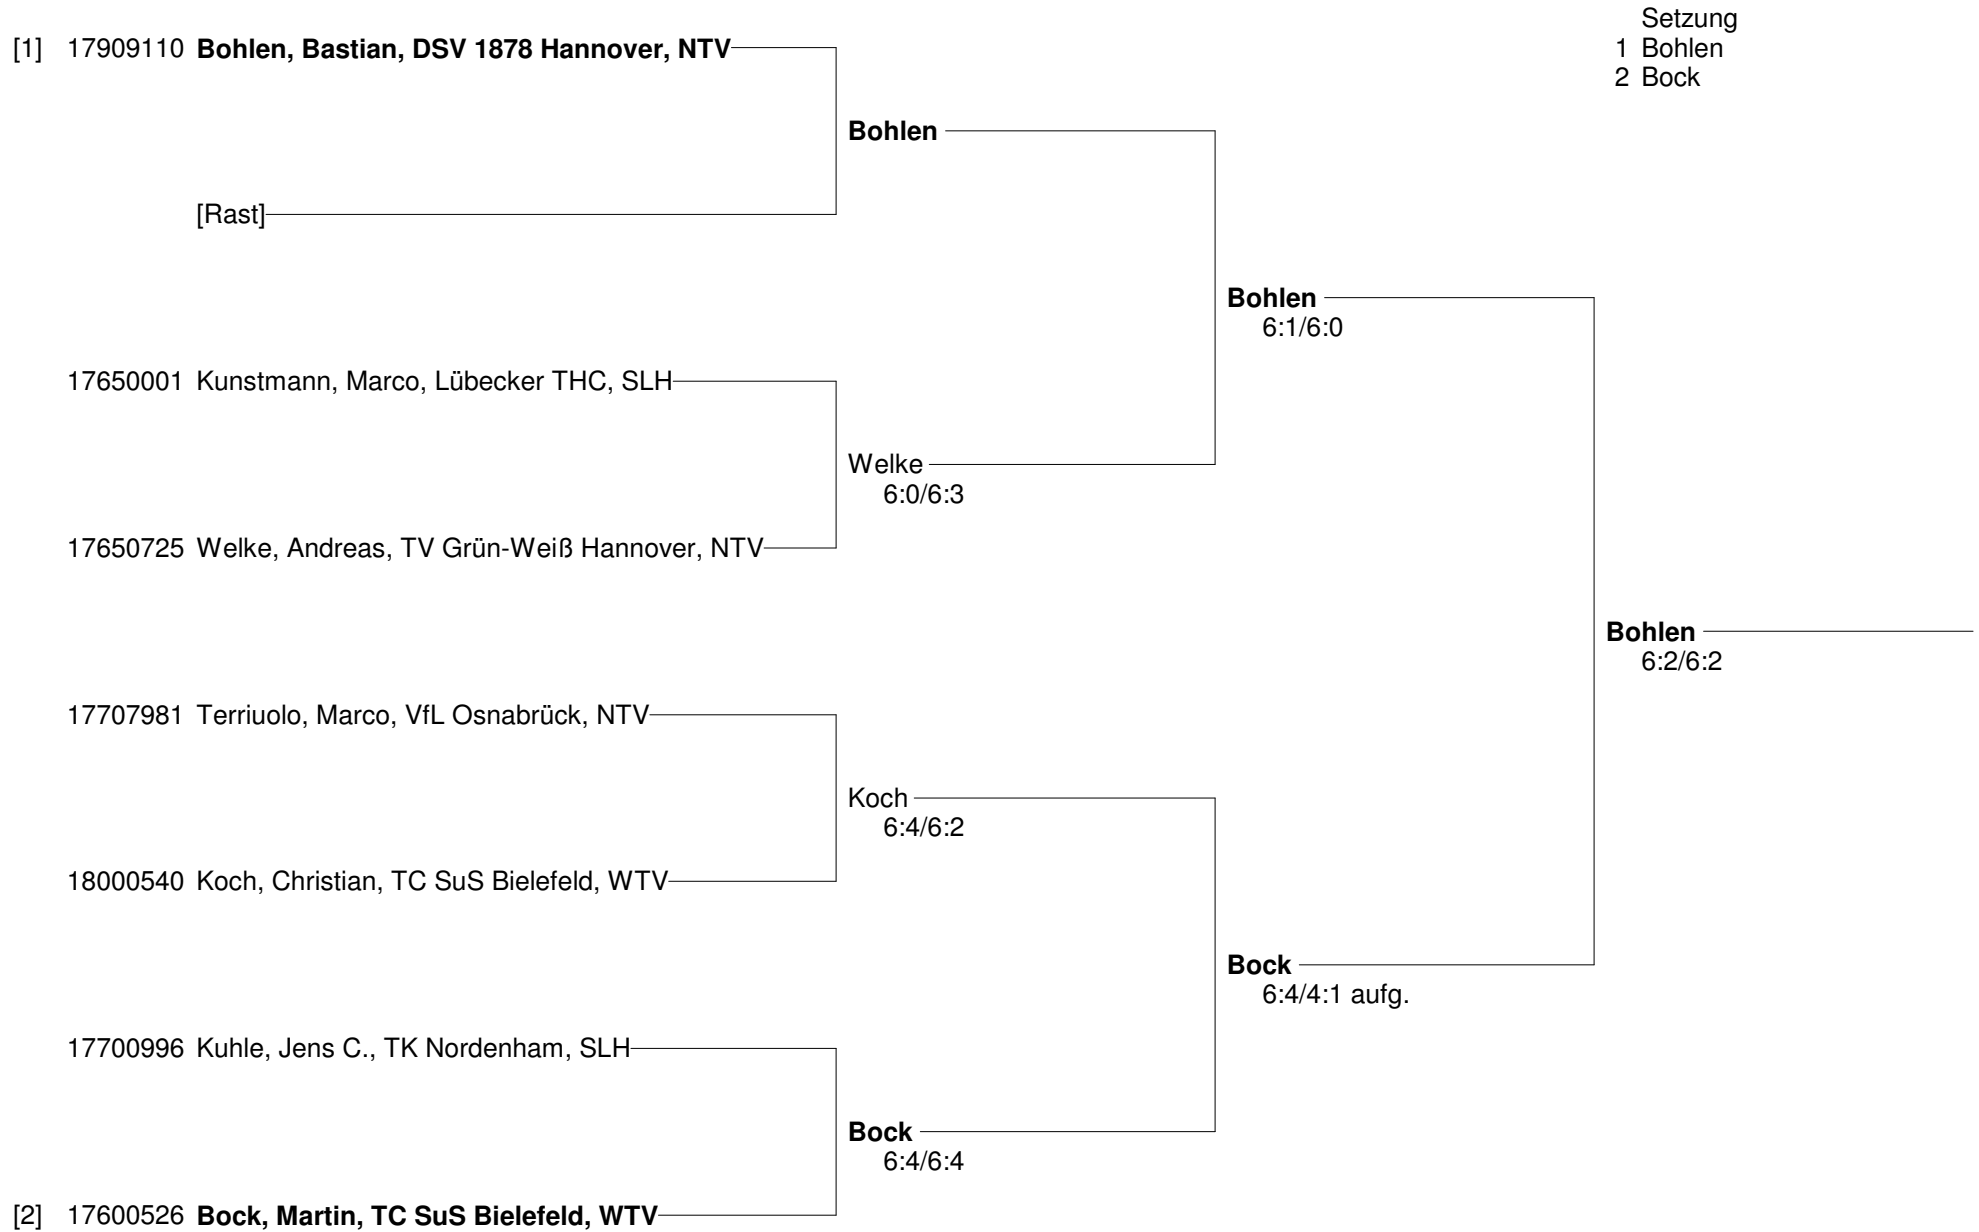 Setzung
1 Bohlen
2 Bock
[1] 17909110 Bohlen, Bastian, DSV 1878 Hannover, NTV
Bohlen
[Rast]
Bohlen
6:1/6:0
17650001 Kunstmann, Marco, Lübecker THC, SLH
Welke
6:0/6:3
17650725 Welke, Andreas, TV Grün-Weiß Hannover, NTV
Bohlen
6:2/6:2
17707981 Terriuolo, Marco, VfL Osnabrück, NTV
Koch
6:4/6:2
18000540 Koch, Christian, TC SuS Bielefeld, WTV
Bock
6:4/4:1 aufg.
17700996 Kuhle, Jens C., TK Nordenham, SLH
Bock
6:4/6:4
[2] 17600526 Bock, Martin, TC SuS Bielefeld, WTV